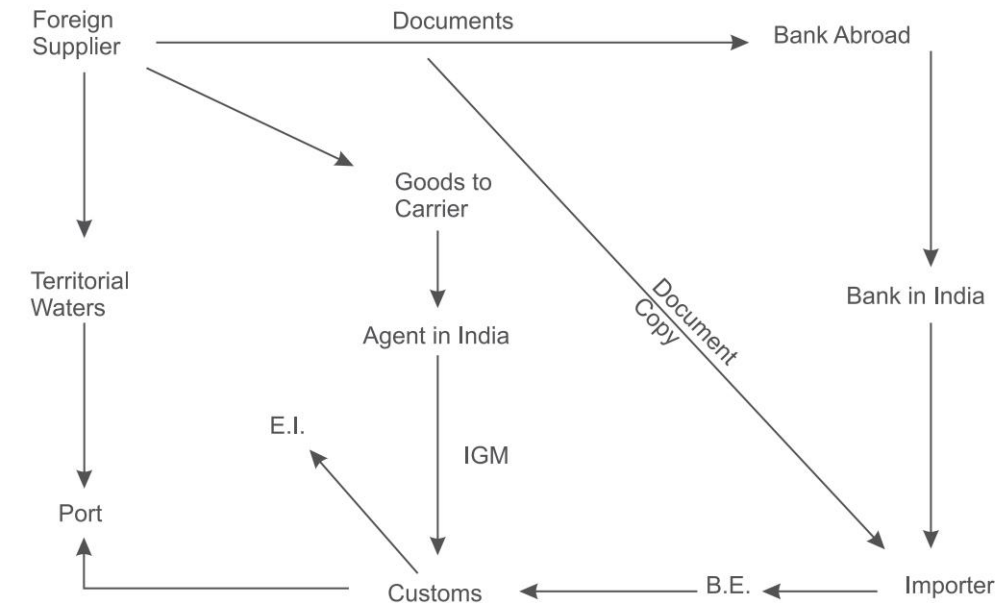 Foreign
Supplier
Documents
Bank Abroad
Goods to
Carrier
Territorial
Waters
Document
Copy
Bank in India
Agent in India
E.I.
IGM
Port
Customs
B.E.
Importer